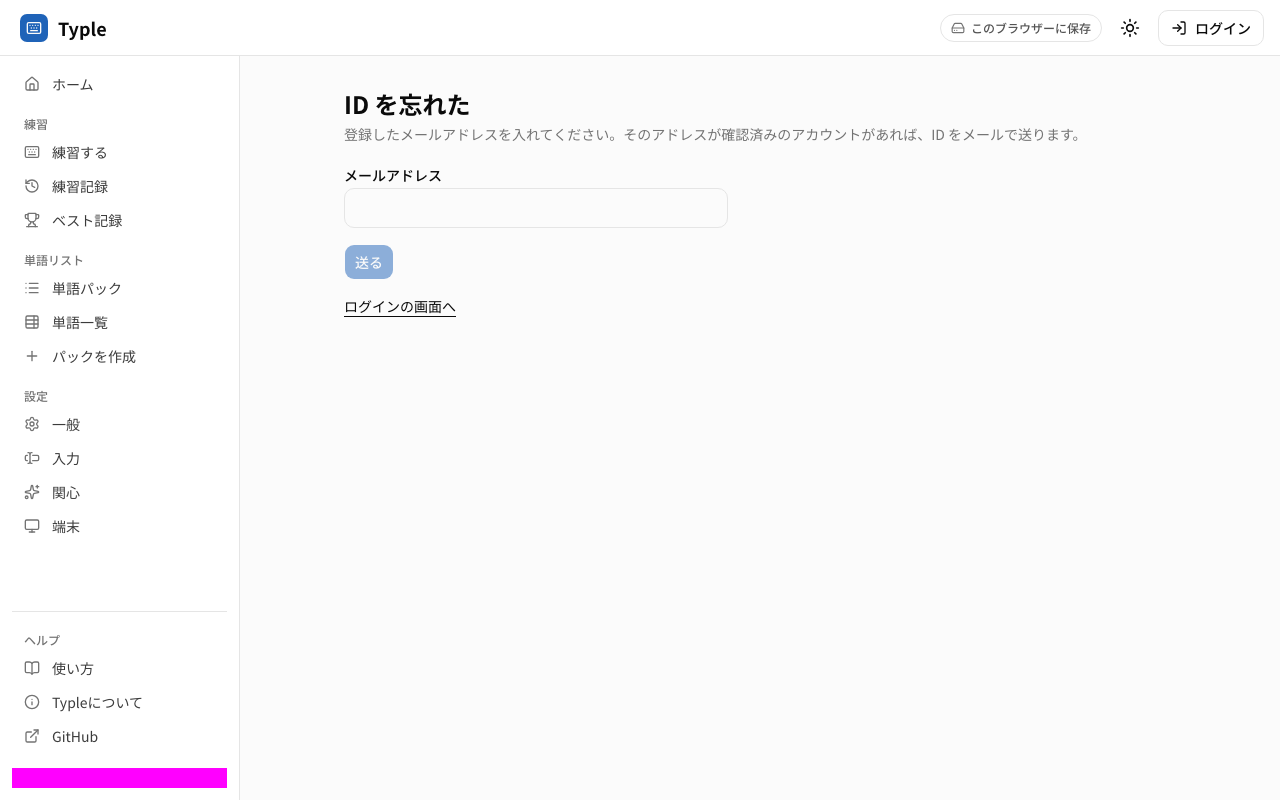 Typle
このブラウザーに保存
ログイン
ホーム
練習
練習する
練習記録
ベスト記録
単語リスト
単語パック
単語一覧
パックを作成
設定
一般
入力
関心
端末
ヘルプ
使い方
Typleについて
GitHub
ID を忘れた
登録したメールアドレスを入れてください。そのアドレスが確認済みのアカウントがあれば、ID をメールで送ります。
メールアドレス
送る
ログインの画面へ